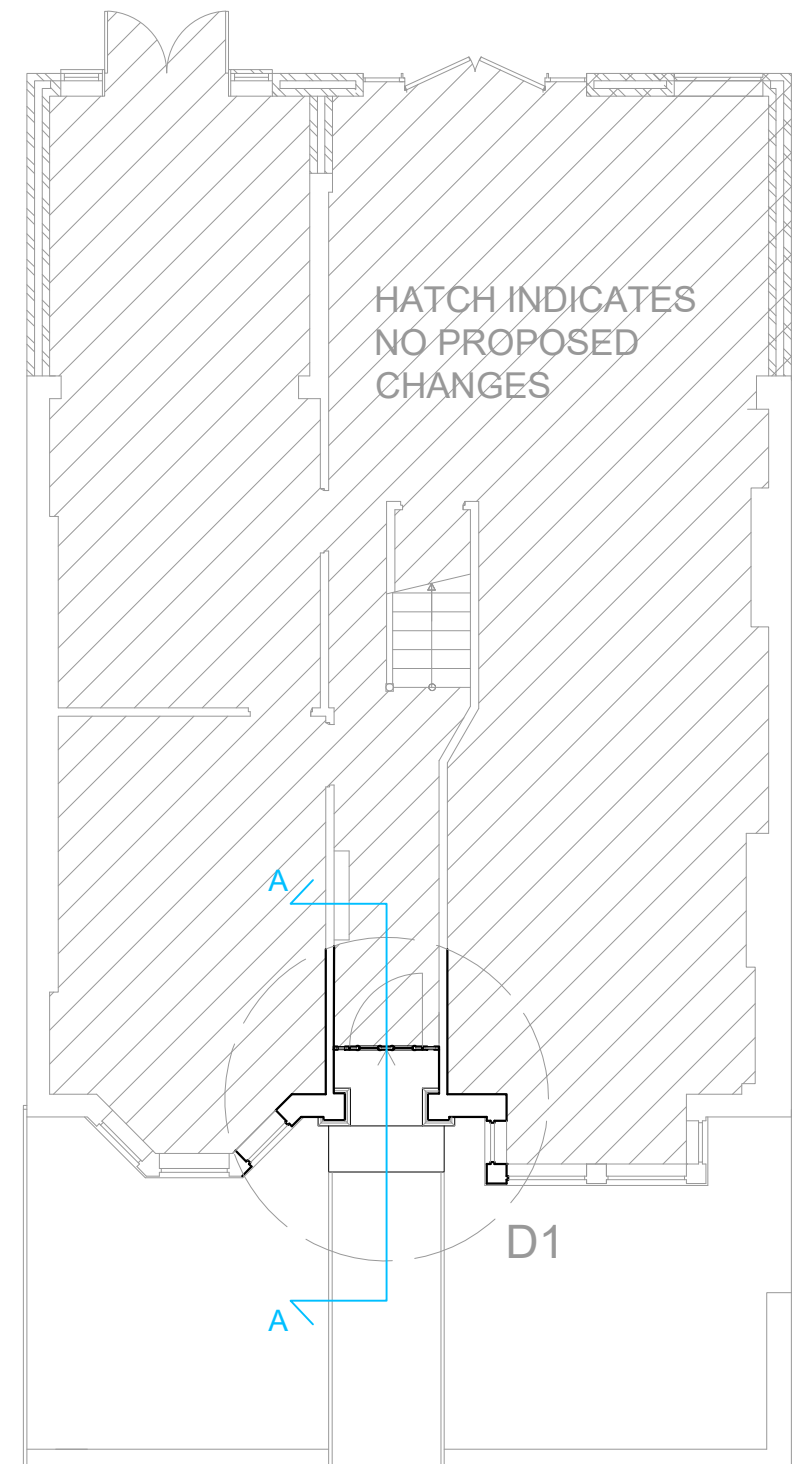 HATCH INDICATES
NO PROPOSED
CHANGES
A
D1
A